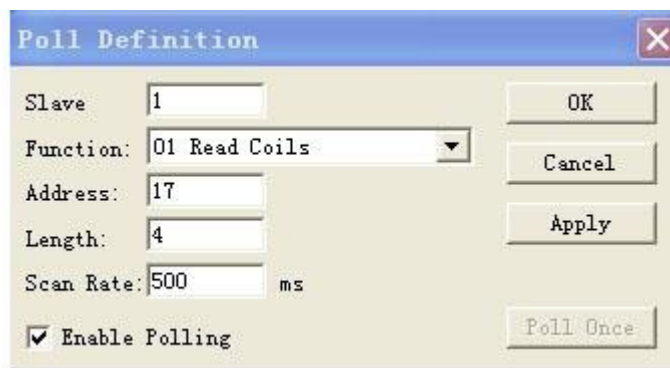 Poll Definition
Slave 1
Function: 01 Read Coils
Address: 17
Length: 4
Scan Rate: 500 ms
Enable Polling
OK
Cancel
Apply
Poll Once